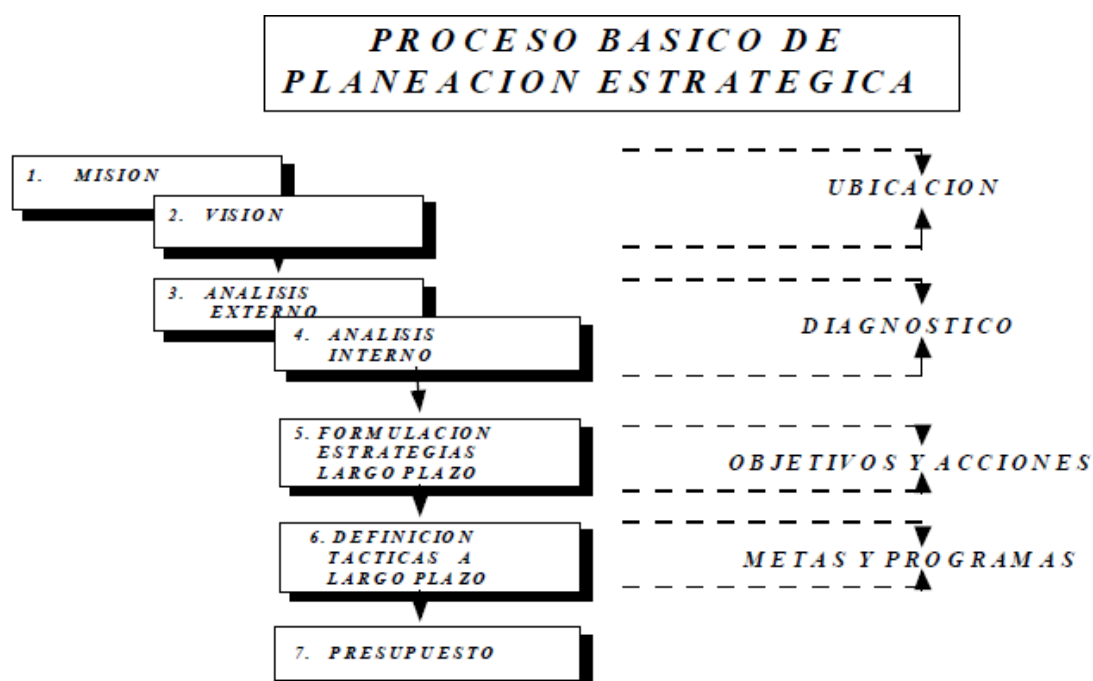 PROCESO BASICO DE
PLANEACION ESTRATEGICA
1. MISION
2. VISION
UBICACION
3. ANALISIS
EXTERNO
4. ANALISIS
INTERNO
DIAGNOSTICO
5. FORMULACION
ESTRATEGIAS
LARGO PLAZO
OBJETIVOS Y ACCIONES
6. DEFINICION
TACTICAS A
LARGO PLAZO
METAS Y PROGRAMAS
7. PRESUPUESTO